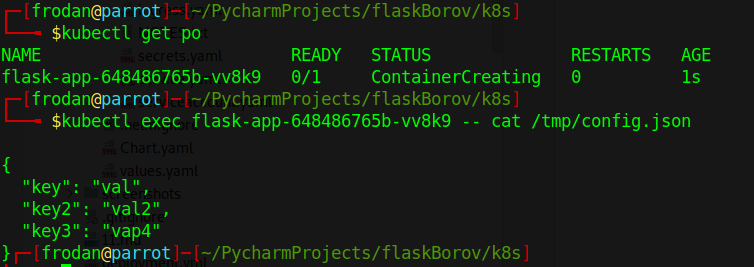 ┌─[frodan@parrot]─[~/PycharmProjects/flaskBorov/k8s]
└──╼ $kubectl get po
secrets.yaml
NAME                          READY   STATUS              RESTARTS   AGE
flask-app-648486765b-vv8k9   0/1     ContainerCreating   0          1s
┌─[frodan@parrot]─[~/PycharmProjects/flaskBorov/k8s]
└──╼ $kubectl exec flask-app-648486765b-vv8k9 -- cat /tmp/config.json
Chart.yaml
{
values.yaml
  "key": "val",
screenshots
  "key2": "val2",
.gitignore
  "key3": "vap4"
}┌─[frodan@parrot]─[~/PycharmProjects/flaskBorov/k8s]